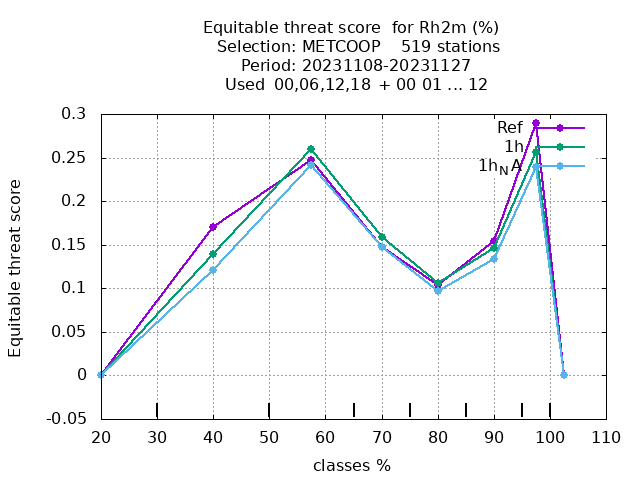 Equitable threat score  for Rh2m (%)
Selection: METCOOP    519 stations
Period: 20231108-20231127
Used  00,06,12,18  + 00 01 ... 12
Equitable threat score
0.3
0.25
0.2
0.15
0.1
0.05
0
-0.05
Ref
1h
1h_N A
20 30 40 50 60 70 80 90 100 110
classes %